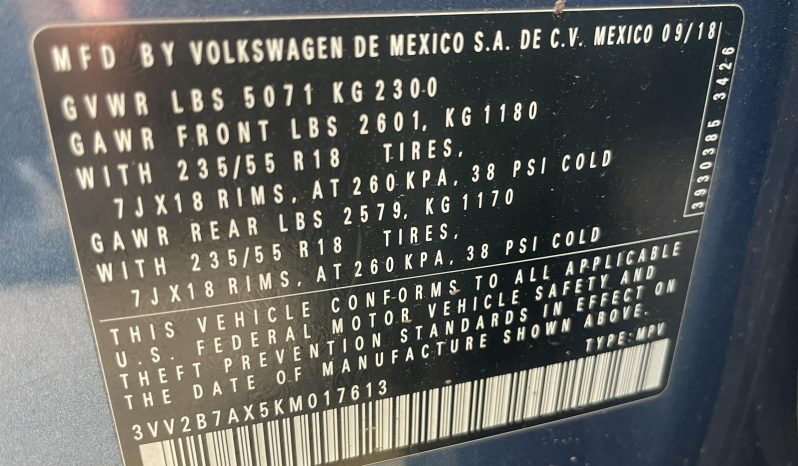 MFD BY VOLKSWAGEN DE MEXICO S.A. DE C.V. MEXICO 09/18
GVWR LBS 5071 KG 2300
GAWR FRONT LBS 2601, KG 1180
WITH 235/55 R18 TIRES,
7JX18 RIMS, AT 260 KPA, 38 PSI COLD
GAWR REAR LBS 2579, KG 1170
WITH 235/55 R18 TIRES,
7JX18 RIMS, AT 260 KPA, 38 PSI COLD
THIS VEHICLE CONFORMS TO ALL APPLICABLE
U.S. FEDERAL MOTOR VEHICLE SAFETY AND
THEFT PREVENTION STANDARDS IN EFFECT ON
THE DATE OF MANUFACTURE SHOWN ABOVE.
TYPE: MPV
3VV2B7AX5KM017613
3930385 3426